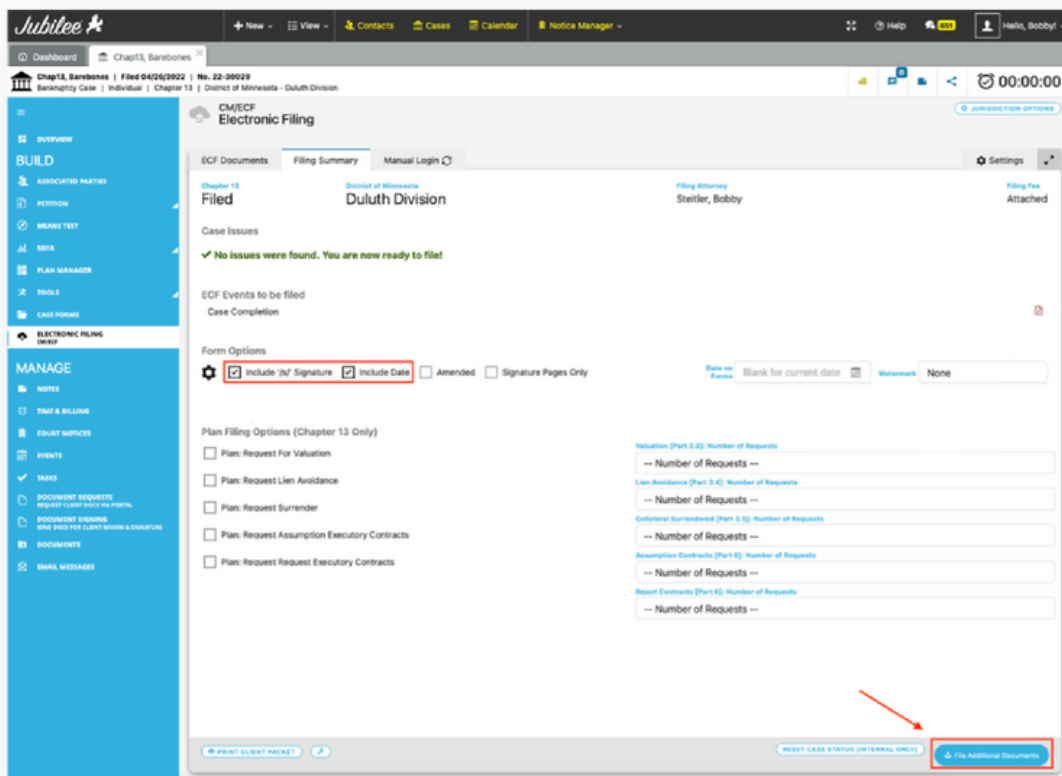 Jubilee
New View Contacts Cases Calendar Notice Manager Help 651 Hello, Bobby!
Dashboard Chap13, Barebones
Chap13, Barebones | Filed 04/26/2022 | No. 22-30029
Bankruptcy Case | Individual | Chapter 13 | District of Minnesota - Duluth Division
0
00:00:00
CM/ECF
Electronic Filing
JURISDICTION OPTIONS
OVERVIEW
BUILD
ASSOCIATED PARTIES
PETITION
MEANS TEST
SOFA
PLAN MANAGER
TOOLS
CASE FORMS
ELECTRONIC FILING
CM/ECF
MANAGE
NOTES
TIME & BILLING
COURT NOTICES
EVENTS
TASKS
DOCUMENT REQUESTS
REQUEST CLIENT DOCS VIA PORTAL
DOCUMENT SIGNING
SEND DOCS FOR CLIENT REVIEW & SIGNATURE
DOCUMENTS
EMAIL MESSAGES
ECF Documents Filing Summary Manual Login Settings
Chapter 13 District of Minnesota Filing Attorney Filing Fee
Filed Duluth Division Steitler, Bobby Attached
Case Issues
No issues were found. You are now ready to file!
ECF Events to be filed
Case Completion
Form Options
Include '/s/' Signature Include Date Amended Signature Pages Only Date on Forms Blank for current date Watermark None
Plan Filing Options (Chapter 13 Only)
Plan: Request For Valuation
Plan: Request Lien Avoidance
Plan: Request Surrender
Plan: Request Assumption Executory Contracts
Plan: Request Request Executory Contracts
Valuation [Part 3.2]: Number of Requests
-- Number of Requests --
Lien Avoidance [Part 3.4]: Number of Requests
-- Number of Requests --
Collateral Surrendered [Part 3.5]: Number of Requests
-- Number of Requests --
Assumption Contracts [Part 6]: Number of Requests
-- Number of Requests --
Reject Contracts [Part 6]: Number of Requests
-- Number of Requests --
PRINT CLIENT PACKET RESET CASE STATUS (INTERNAL ONLY) File Additional Documents